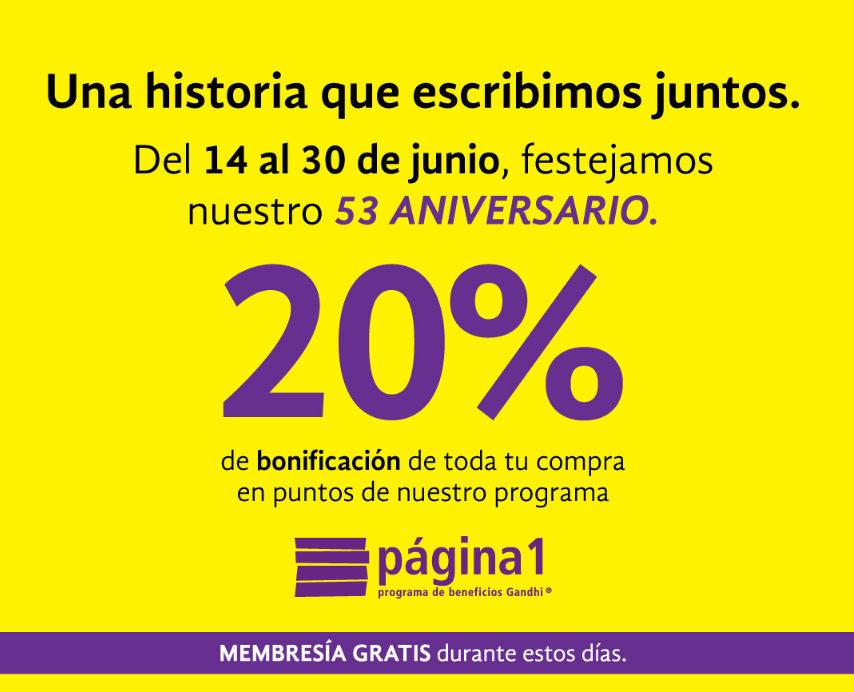 Una historia que escribimos juntos.
Del 14 al 30 de junio, festejamos
nuestro 53 ANIVERSARIO.
20%
de bonificación de toda tu compra
en puntos de nuestro programa
página1
programa de beneficios Gandhi®
MEMBRESÍA GRATIS durante estos días.